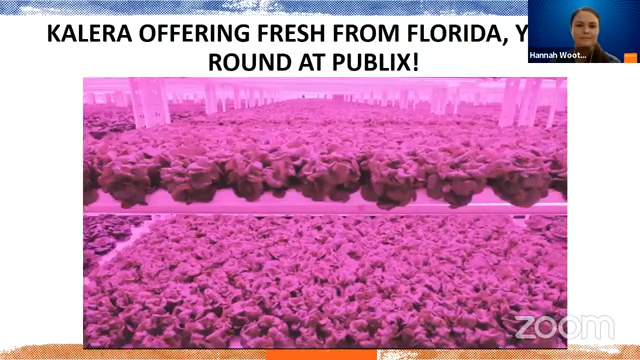 KALERA OFFERING FRESH FROM FLORIDA, Y
ROUND AT PUBLIX!
Hannah Woot...
zoom